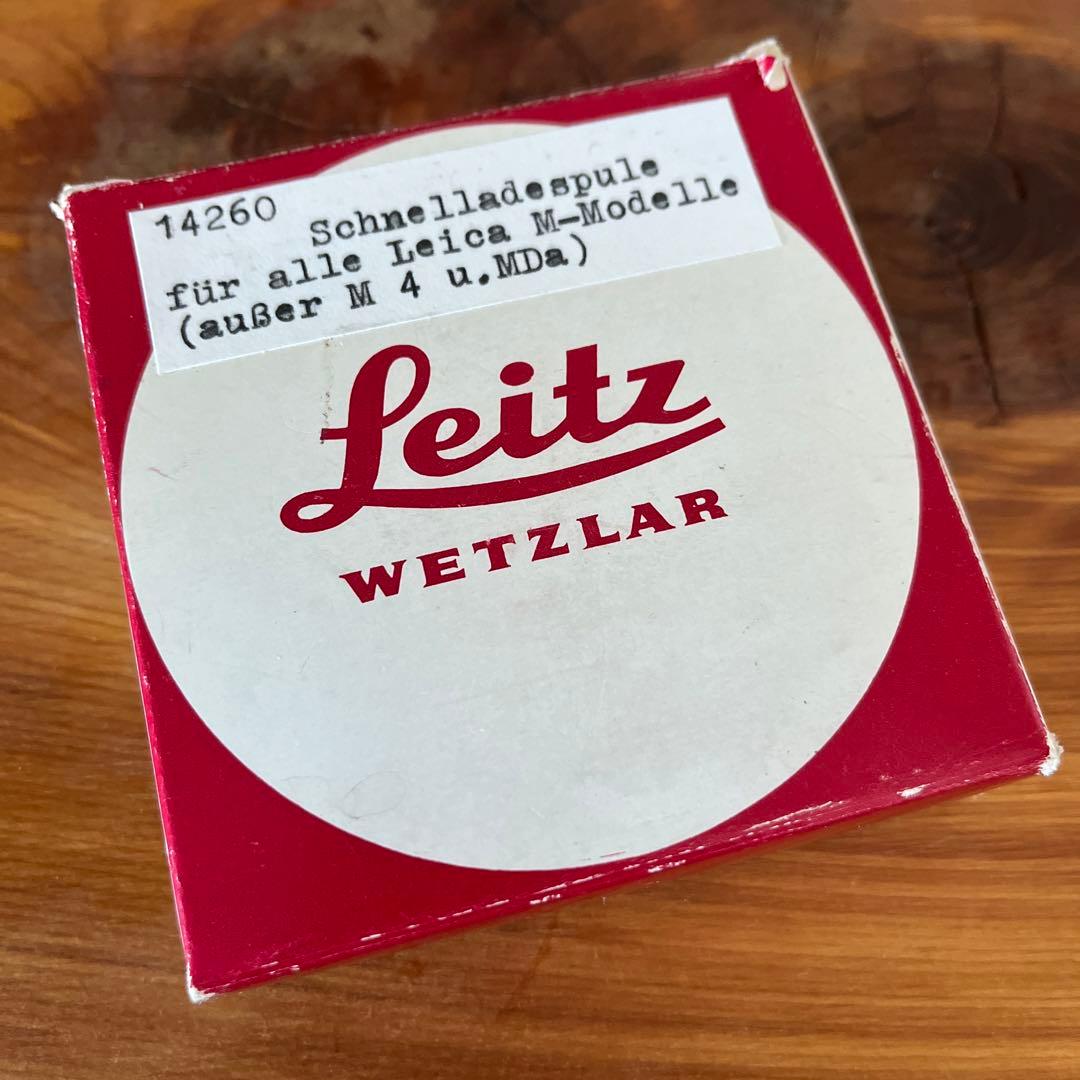 14260 Schnelladespule
für alle Leica M-Modelle
(außer M 4 u.MDa)
Leitz
WETZLAR